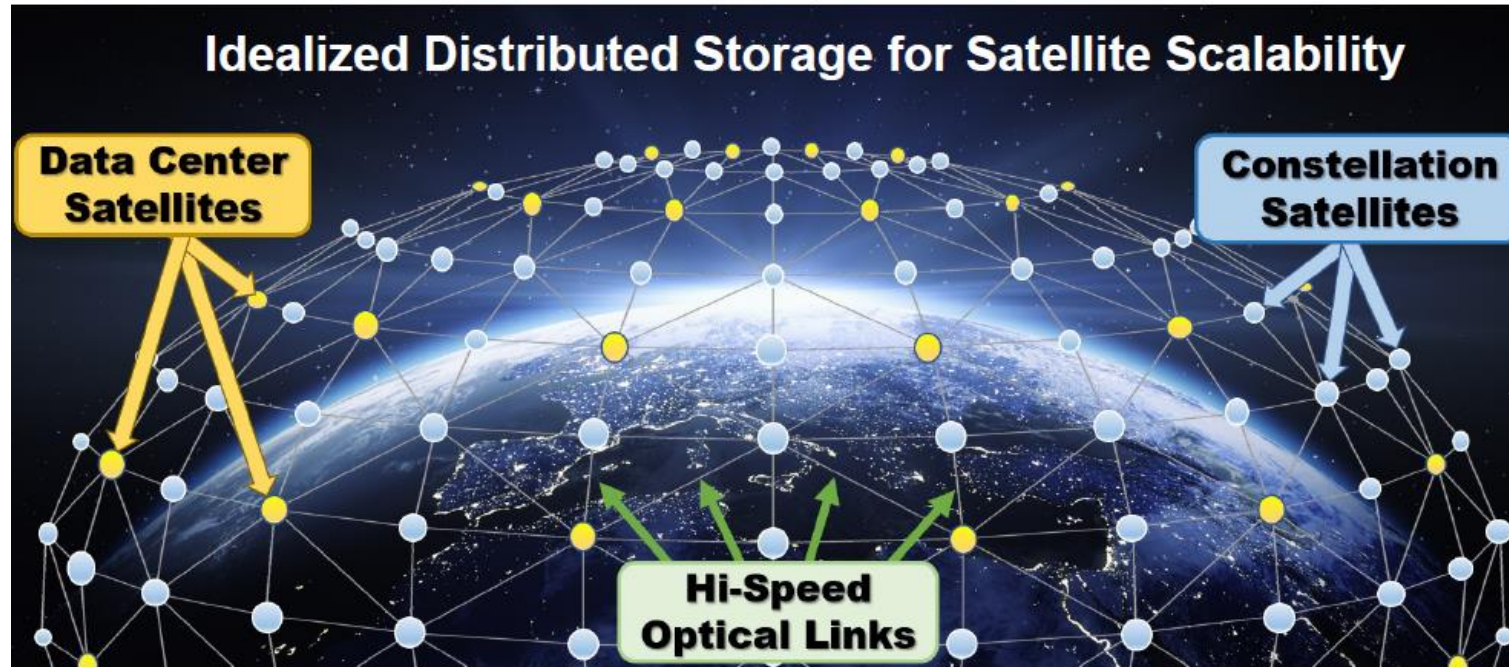 Idealized Distributed Storage for Satellite Scalability
Data Center
Satellites
Constellation
Satellites
Hi-Speed
Optical Links